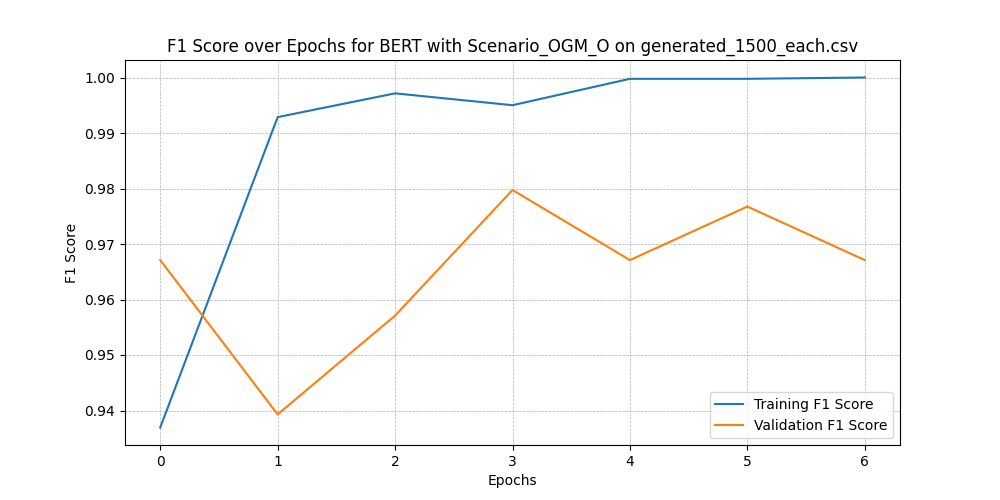 F1 Score over Epochs for BERT with Scenario_OGM_O on generated_1500_each.csv
F1 Score
1.00
0.99
0.98
0.97
0.96
0.95
0.94
0
1
2
3
4
5
6
Epochs
Training F1 Score
Validation F1 Score